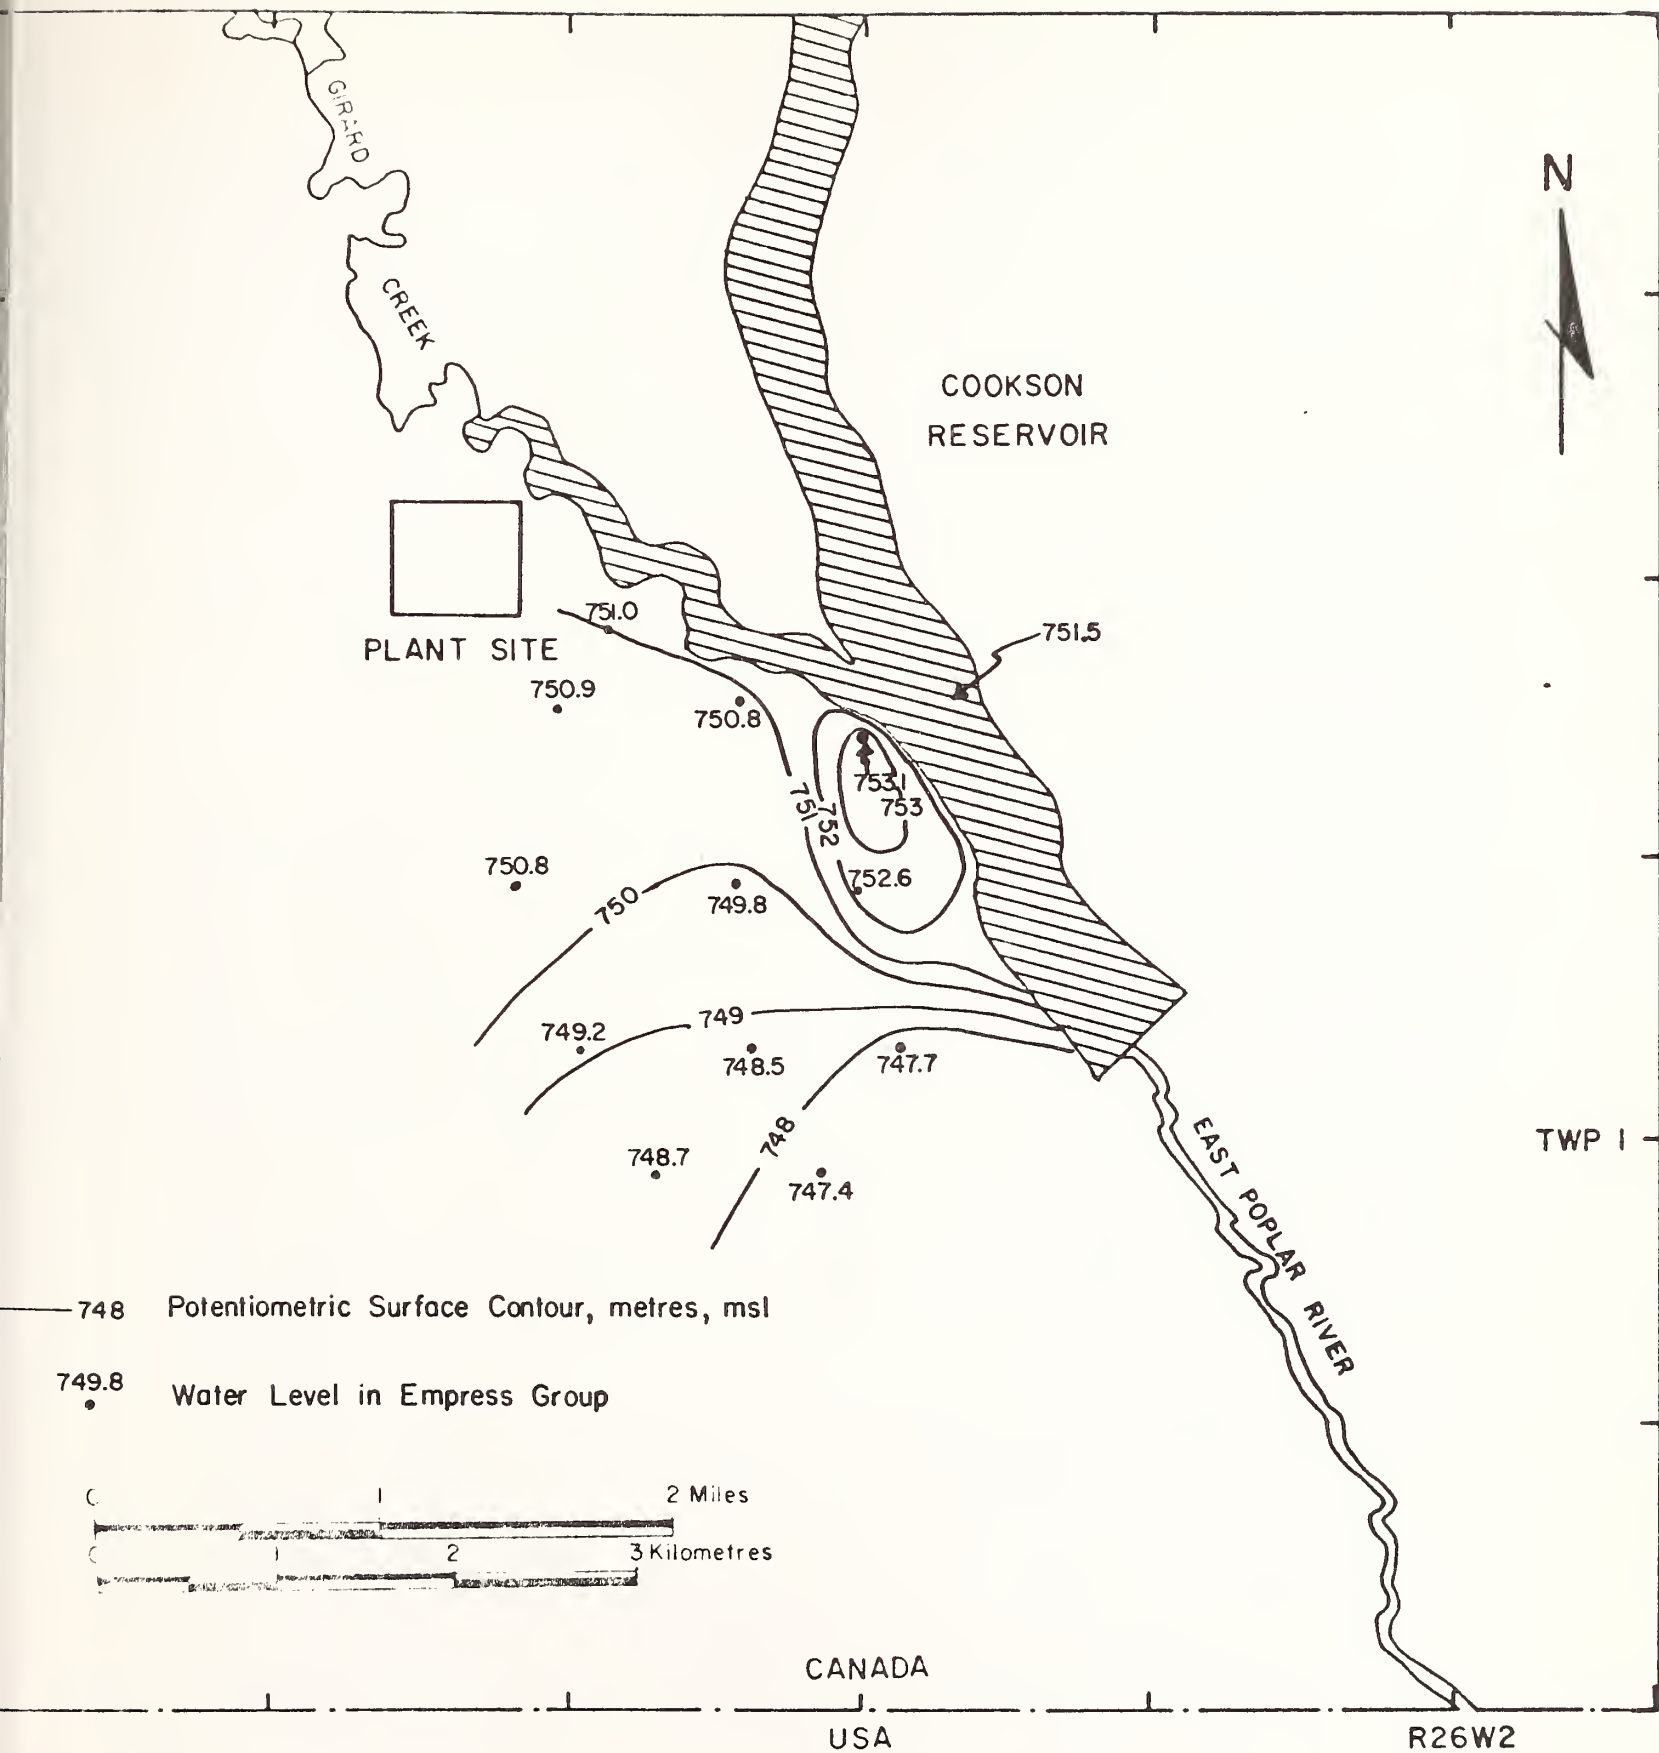 GIRARD
CREEK
N
COOKSON
RESERVOIR
751.0
PLANT SITE
751.5
750.9
750.8
753.1
753
751
752
750.8
752.6
750
749.8
749
749.2
748.5
747.7
748
748.7
747.4
TWP 1
EAST POPLAR RIVER
748 Potentiometric Surface Contour, metres, msl
749.8
Water Level in Empress Group
0 1 2 Miles
0 1 2 3 Kilometres
CANADA
USA
R26W2